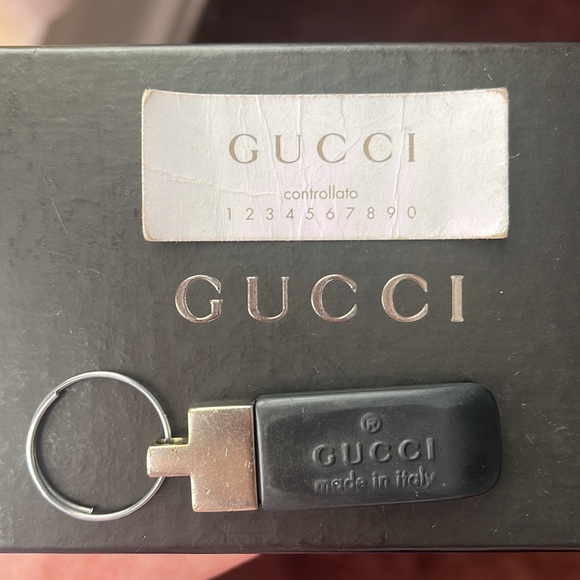 GUCCI
controllato
1 2 3 4 5 6 7 8 9 0
GUCCI
®
GUCCI
made in italy